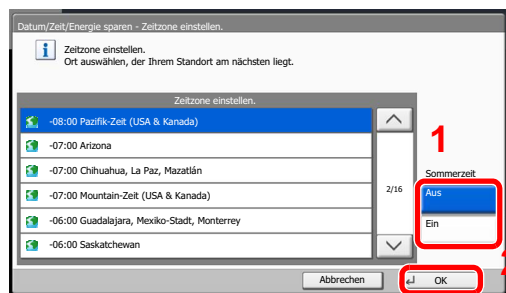 Datum/Zeit/Energie sparen - Zeitzone einstellen.
Zeitzone einstellen.
Ort auswählen, der Ihrem Standort am nächsten liegt.
Zeitzone einstellen.
-08:00 Pazifik-Zeit (USA & Kanada)
-07:00 Arizona
-07:00 Chihuahua, La Paz, Mazatlán
-07:00 Mountain-Zeit (USA & Kanada)
-06:00 Guadalajara, Mexiko-Stadt, Monterrey
-06:00 Saskatchewan
2/16
1
Sommerzeit
Aus
Ein
2
Abbrechen
OK